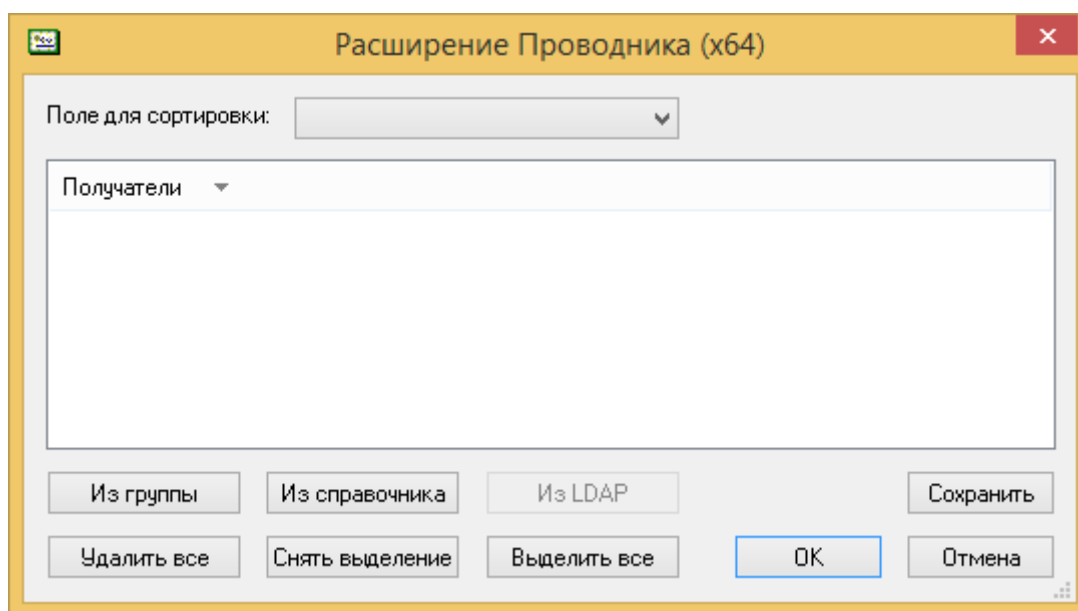 Расширение Проводника (x64)
Поле для сортировки:
Получатели
Из группы Из справочника Из LDAP Сохранить
Удалить все Снять выделение Выделить все OK Отмена